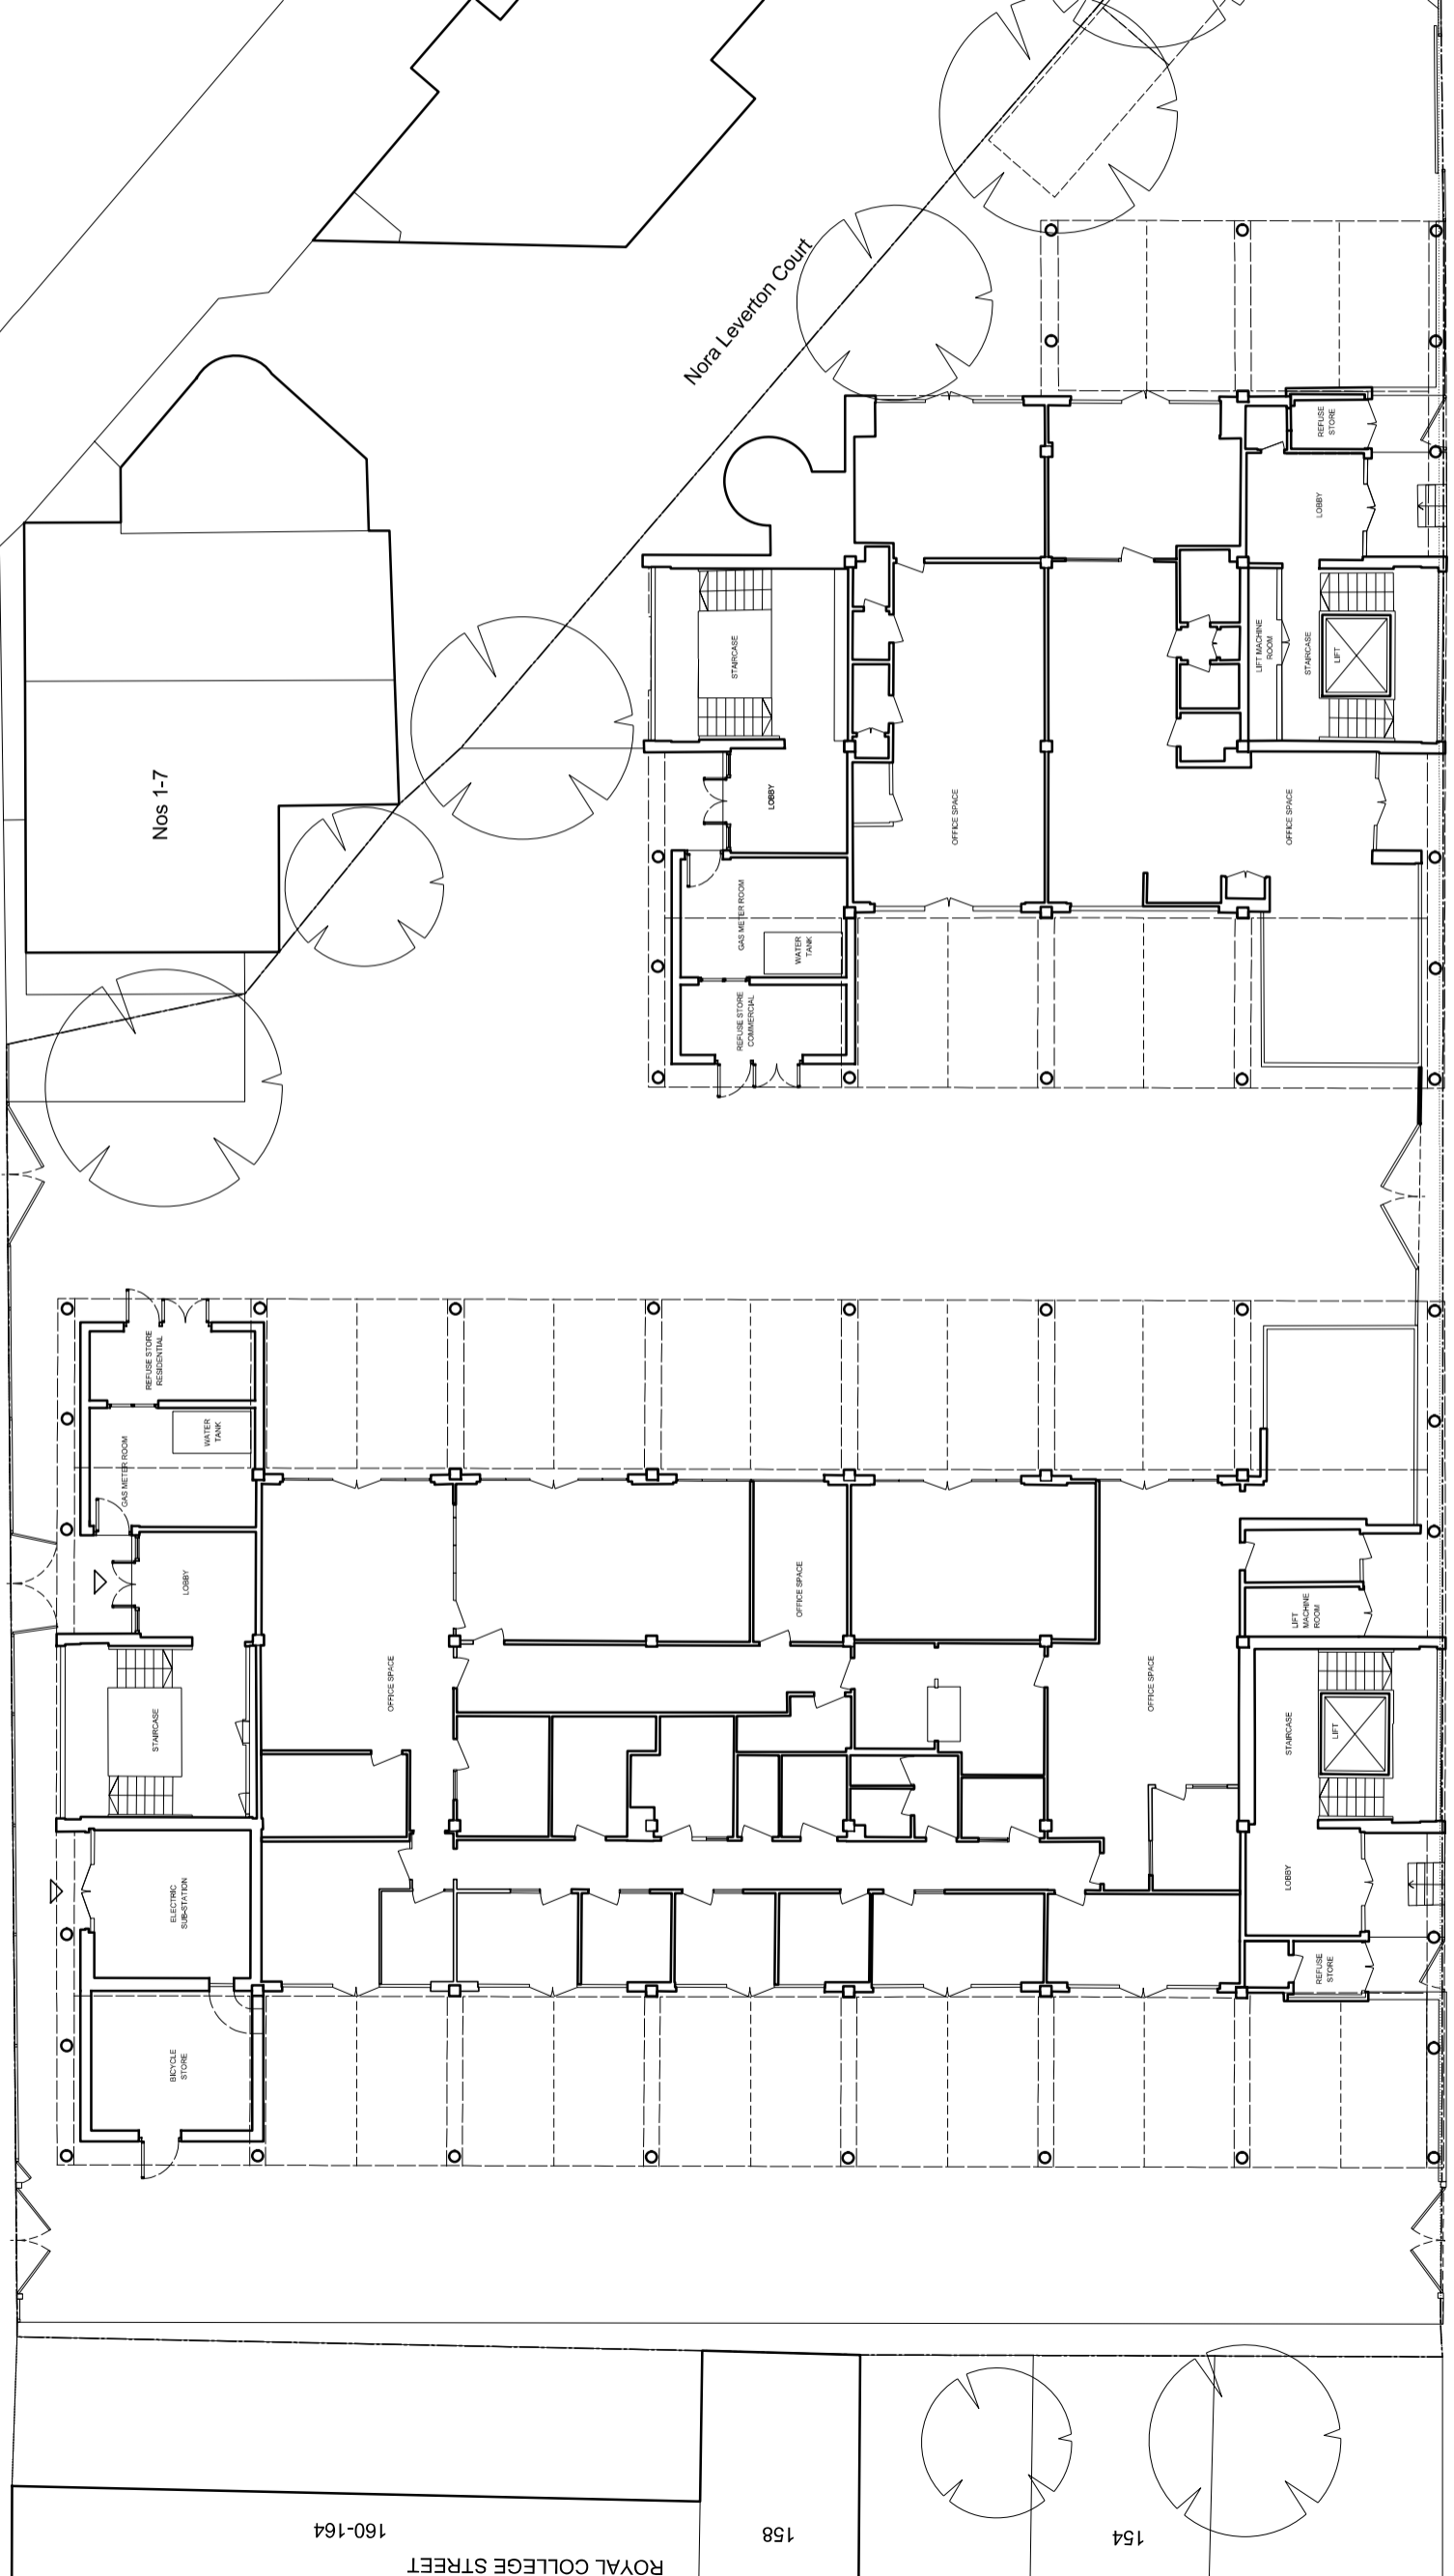 Nora Leverton Court
Nos 1-7
REFUSE
STORE
LOBBY
STAIRCASE
LIFT MACHINE
ROOM
STAIRCASE
LIFT
LOBBY
OFFICE SPACE
OFFICE SPACE
GAS METER ROOM
WATER
TANK
REFUSE STORE
COMMERCIAL
REFUSE STORE
RESIDENTIAL
WATER
TANK
GAS METER ROOM
LOBBY
OFFICE SPACE
LIFT
MACHINE
ROOM
STAIRCASE
OFFICE SPACE
OFFICE SPACE
STAIRCASE
LIFT
ELECTRIC
SUB-STATION
LOBBY
REFUSE
STORE
BICYCLE
STORE
160-164
158
154
ROYAL COLLEGE STREET